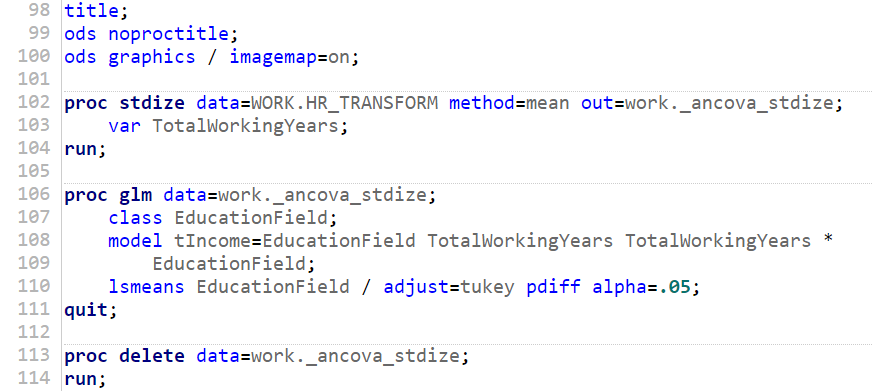 98 title;
99 ods noproctitle;
100 ods graphics / imagemap=on;
101
102 proc stdize data=WORK.HR_TRANSFORM method=mean out=work._ancova_stdize;
103     var TotalWorkingYears;
104 run;
105
106 proc glm data=work._ancova_stdize;
107     class EducationField;
108     model tIncome=EducationField TotalWorkingYears TotalWorkingYears *
109         EducationField;
110     lsmeans EducationField / adjust=tukey pdiff alpha=.05;
111 quit;
112
113 proc delete data=work._ancova_stdize;
114 run;